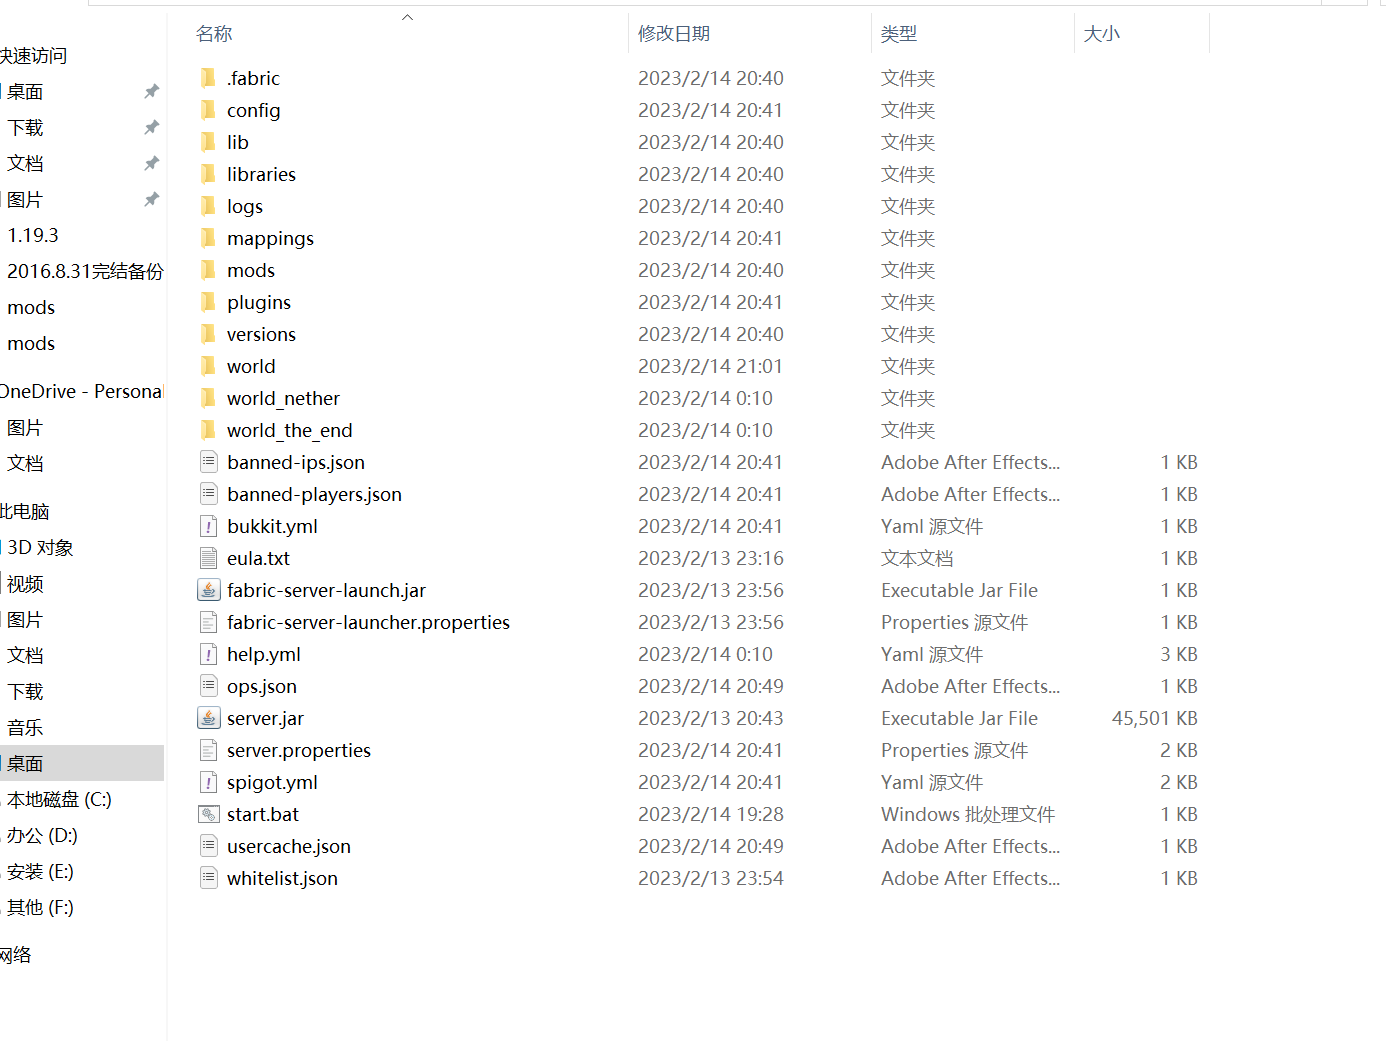 名称 修改日期 类型 大小
快速访问
桌面
下载
文档
图片
1.19.3
2016.8.31完结备份
mods
mods
OneDrive - Personal
图片
文档
此电脑
3D 对象
视频
图片
文档
下载
音乐
桌面
本地磁盘 (C:)
办公 (D:)
安装 (E:)
其他 (F:)
网络
.fabric 2023/2/14 20:40 文件夹
config 2023/2/14 20:41 文件夹
lib 2023/2/14 20:40 文件夹
libraries 2023/2/14 20:40 文件夹
logs 2023/2/14 20:40 文件夹
mappings 2023/2/14 20:41 文件夹
mods 2023/2/14 20:40 文件夹
plugins 2023/2/14 20:41 文件夹
versions 2023/2/14 20:40 文件夹
world 2023/2/14 21:01 文件夹
world_nether 2023/2/14 0:10 文件夹
world_the_end 2023/2/14 0:10 文件夹
banned-ips.json 2023/2/14 20:41 Adobe After Effects... 1 KB
banned-players.json 2023/2/14 20:41 Adobe After Effects... 1 KB
bukkit.yml 2023/2/14 20:41 Yaml 源文件 1 KB
eula.txt 2023/2/13 23:16 文本文档 1 KB
fabric-server-launch.jar 2023/2/13 23:56 Executable Jar File 1 KB
fabric-server-launcher.properties 2023/2/13 23:56 Properties 源文件 1 KB
help.yml 2023/2/14 0:10 Yaml 源文件 3 KB
ops.json 2023/2/14 20:49 Adobe After Effects... 1 KB
server.jar 2023/2/13 20:43 Executable Jar File 45,501 KB
server.properties 2023/2/14 20:41 Properties 源文件 2 KB
spigot.yml 2023/2/14 20:41 Yaml 源文件 2 KB
start.bat 2023/2/14 19:28 Windows 批处理文件 1 KB
usercache.json 2023/2/14 20:49 Adobe After Effects... 1 KB
whitelist.json 2023/2/13 23:54 Adobe After Effects... 1 KB